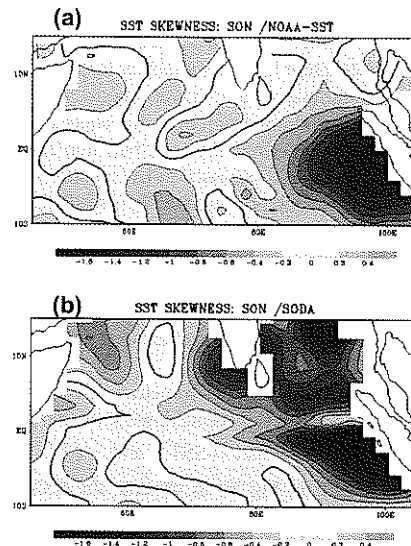 (a)
SST SKEWNESS: SON /NOAA-SST
10N
EQ
10S
60E 80E 100E
-1.6 -1.4 -1.2 -1 -0.8 -0.6 -0.4 -0.2 0 0.2 0.4
(b)
SST SKEWNESS: SON /SODA
10N
EQ
10S
60E 80E 100E
-1.6 -1.4 -1.2 -1 -0.8 -0.6 -0.4 -0.2 0 0.2 0.4